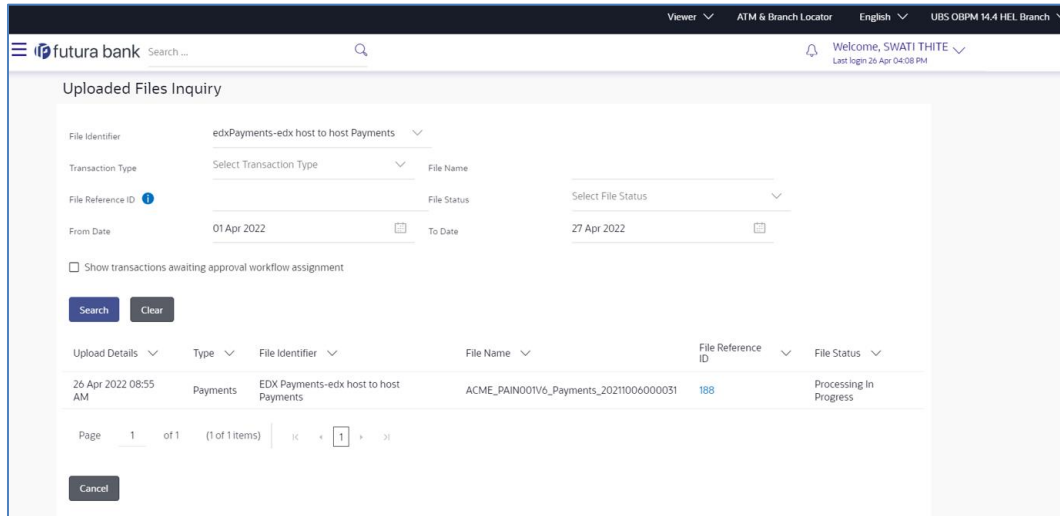 Viewer ATM & Branch Locator English UBS OBPM 14.4 HEL Branch
futura bank Search ... Welcome, SWATI THITE
Last login 26 Apr 04:08 PM
Uploaded Files Inquiry
File Identifier edxPayments-edx host to host Payments
Transaction Type Select Transaction Type File Name
File Reference ID i File Status Select File Status
From Date 01 Apr 2022 To Date 27 Apr 2022
Show transactions awaiting approval workflow assignment
Search Clear
Upload Details Type File Identifier File Name File Reference ID File Status
26 Apr 2022 08:55 AM Payments EDX Payments-edx host to host Payments ACME_PAIN001V6_Payments_20211006000031 188 Processing In Progress
Page 1 of 1 (1 of 1 items) 1
Cancel